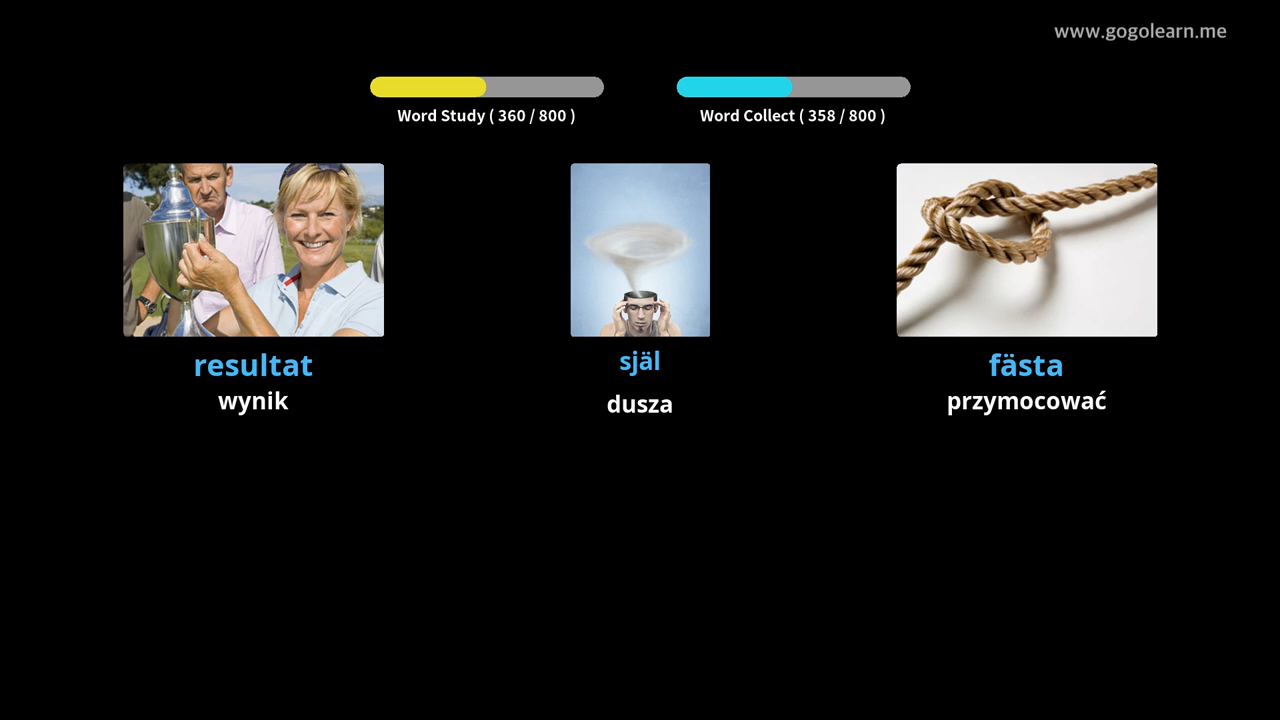 www.gogolearn.me
Word Study ( 360 / 800 )
Word Collect ( 358 / 800 )
resultat
wynik
själ
dusza
fästa
przymocować